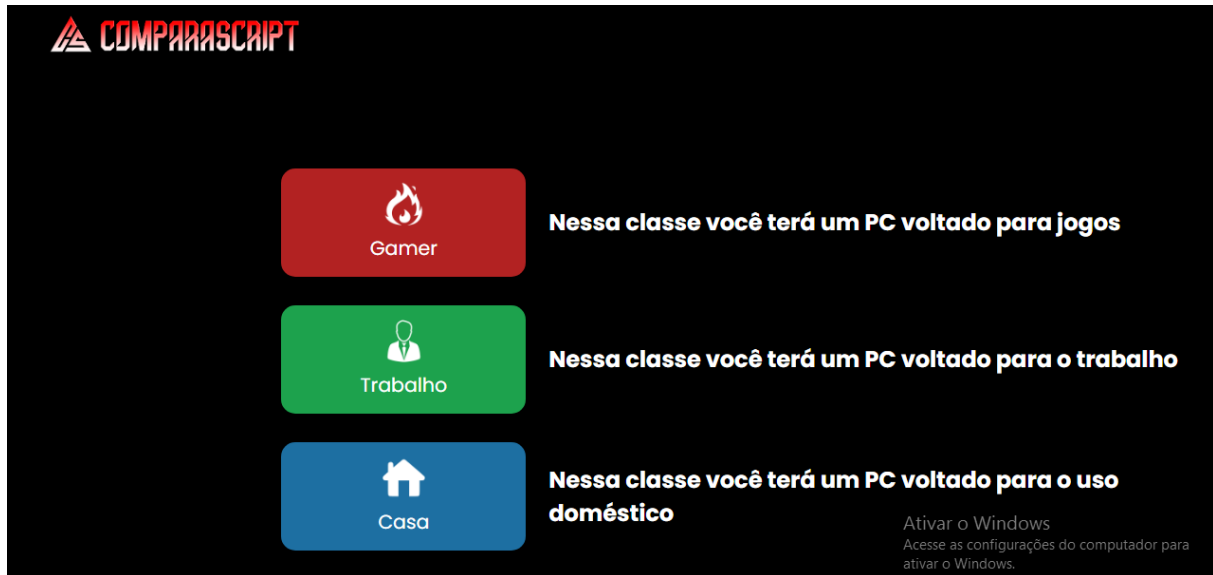 COMPARASCRIPT
Gamer
Nessa classe você terá um PC voltado para jogos
Trabalho
Nessa classe você terá um PC voltado para o trabalho
Casa
Nessa classe você terá um PC voltado para o uso
doméstico
Ativar o Windows
Acesse as configurações do computador para
ativar o Windows.